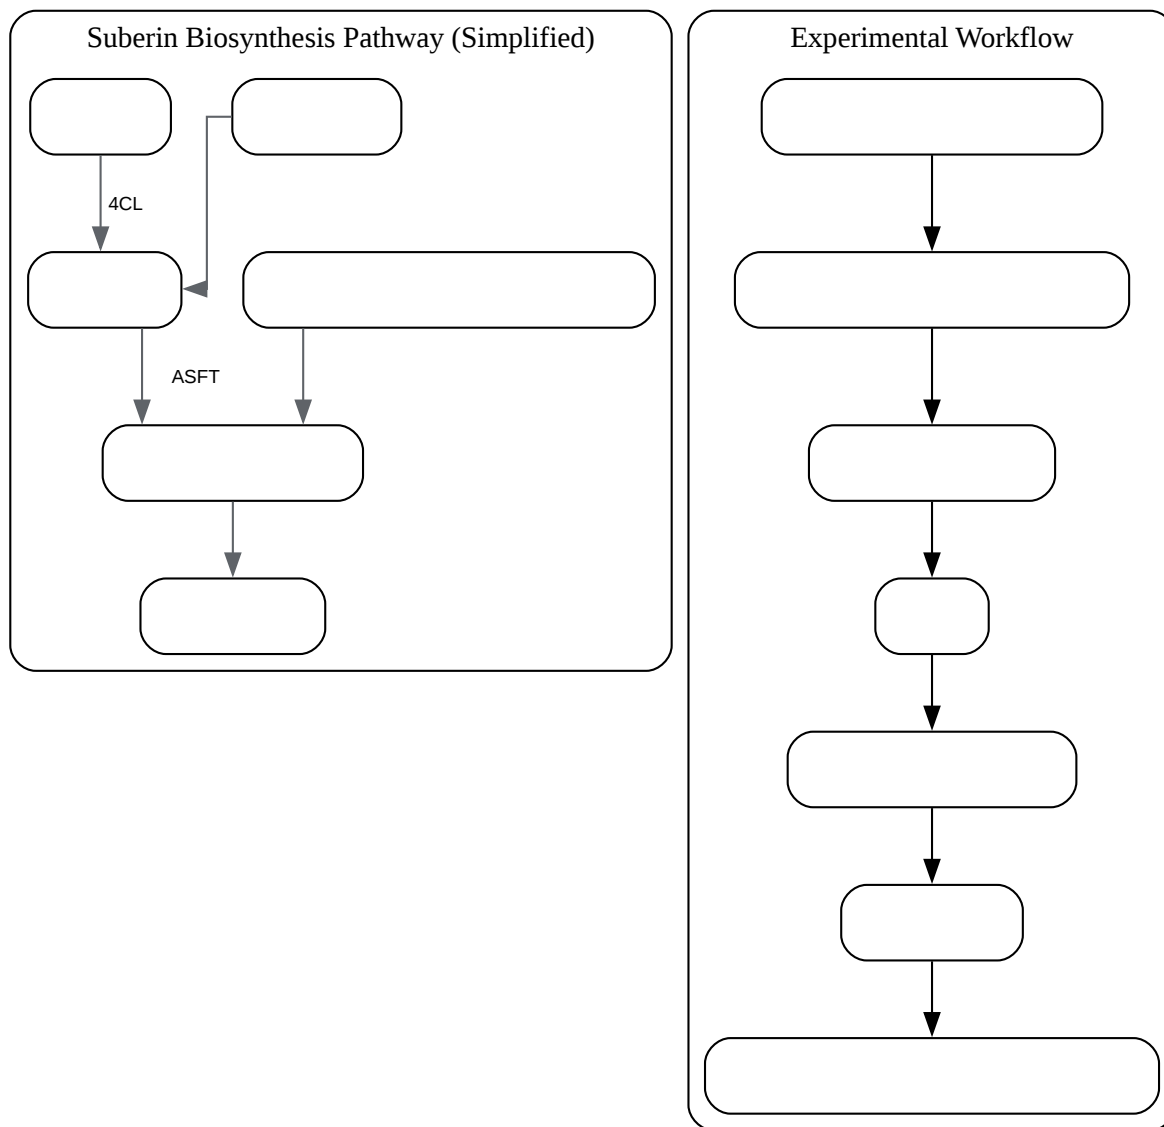 Suberin Biosynthesis Pathway (Simplified)
4CL
ASFT
Experimental Workflow